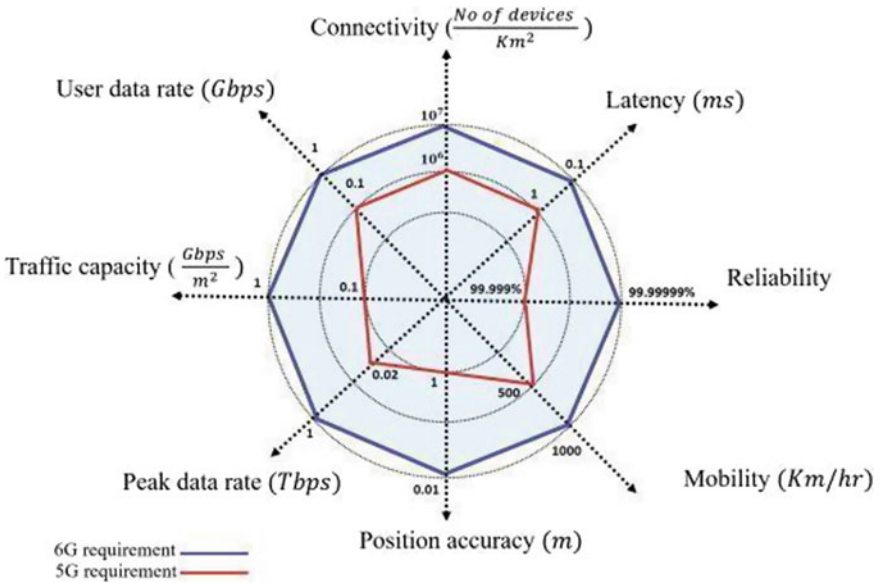 Connectivity (No of devices / Km²)
User data rate (Gbps)
Latency (ms)
10⁷
1
0.1
10⁶
0.1
1
Traffic capacity (Gbps / m²)
1
0.1
99.999%
99.99999%
Reliability
0.02
1
500
1
1000
0.01
Peak data rate (Tbps)
Mobility (Km/hr)
Position accuracy (m)
6G requirement
5G requirement